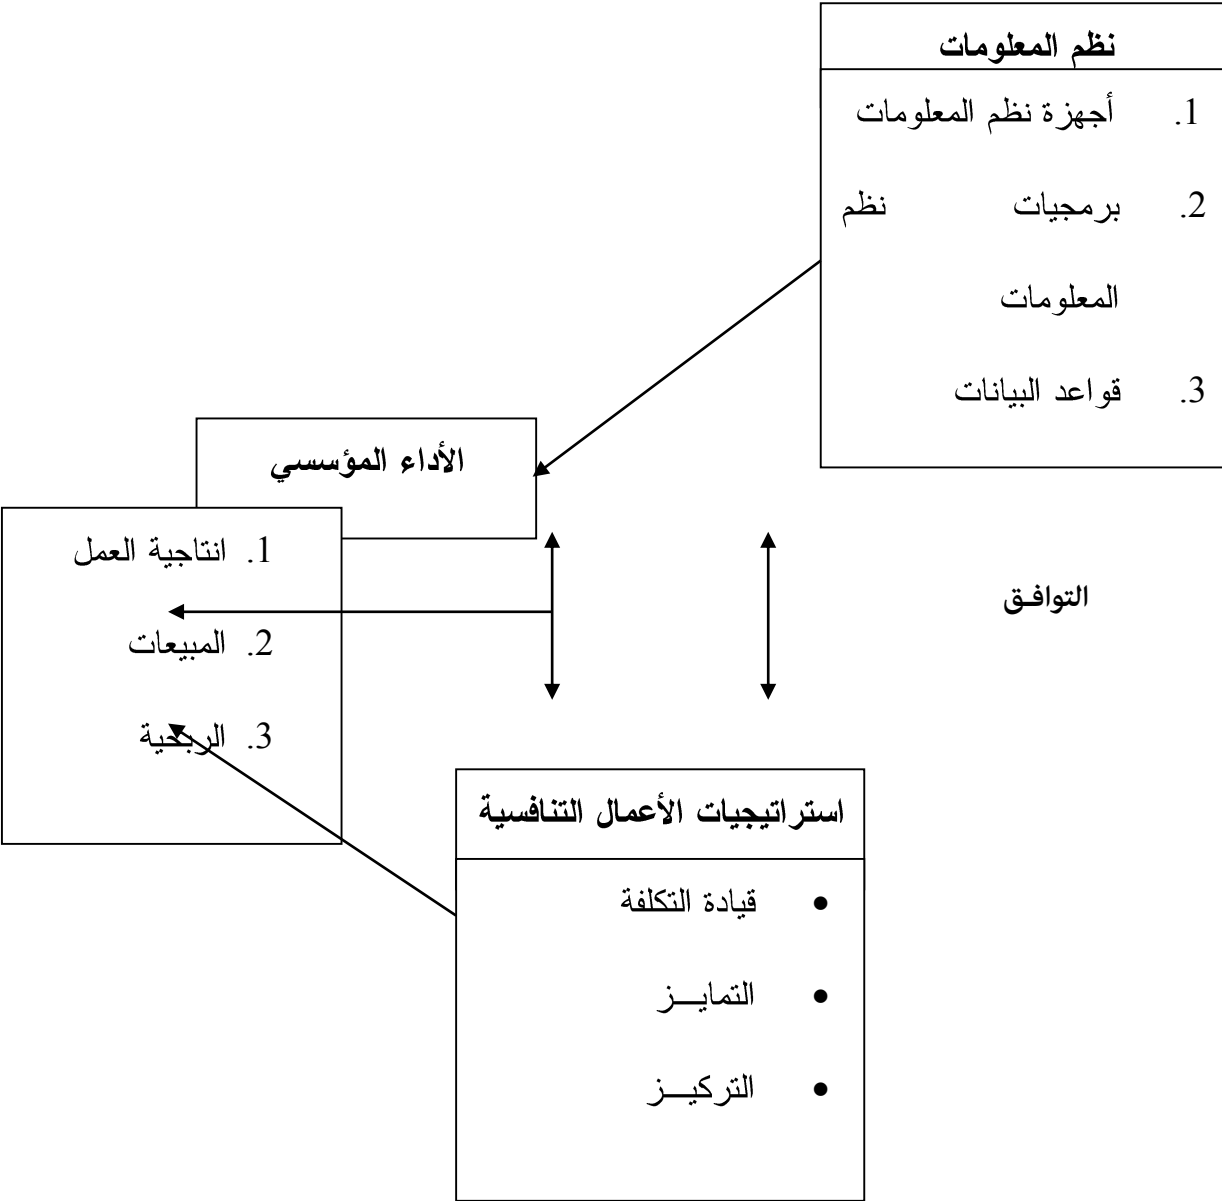 نظم المعلومات
1. أجهزة نظم المعلومات
2. برمجيات نظم
المعلومات
3. قواعد البيانات
الأداء المؤسسي
1. انتاجية العمل
2. المبيعات
3. الربحية
التوافـق
استراتيجيات الأعمال التنافسية
• قيادة التكلفة
• التمايــز
• التركيــز